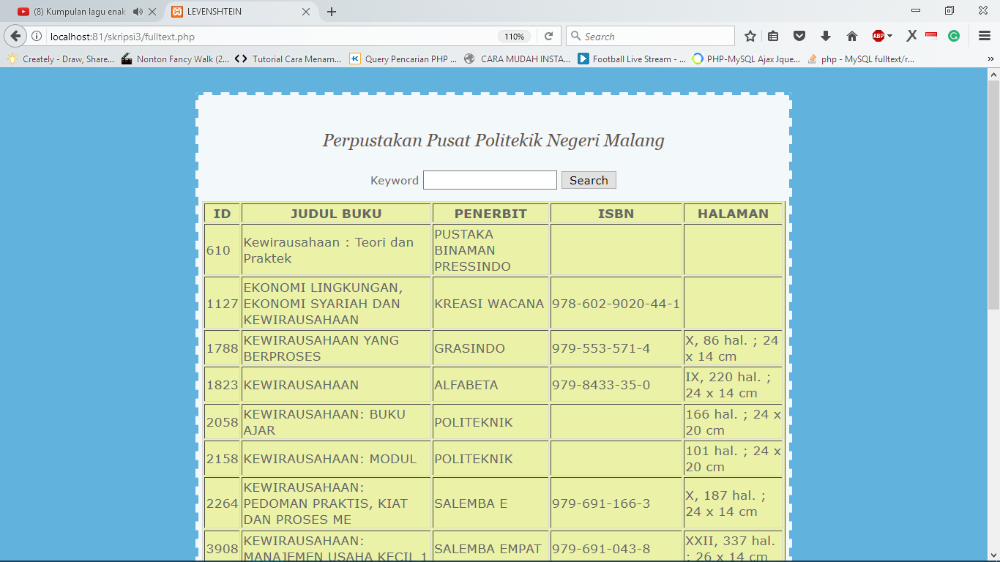 (8) Kumpulan lagu enak
LEVENSHTEIN
localhost:81/skripsi3/fulltext.php
110%
Search
ABP
Creately - Draw, Share...
Nonton Fancy Walk (2...
Tutorial Cara Menam...
Query Pencarian PHP ...
CARA MUDAH INSTA...
Football Live Stream - ...
PHP-MySQL Ajax Jque...
php - MySQL fulltext/r...
Perpustakan Pusat Politekik Negeri Malang
Keyword
Search
ID JUDUL BUKU PENERBIT ISBN HALAMAN
610
Kewirausahaan : Teori dan
Praktek
PUSTAKA
BINAMAN
PRESSINDO
1127
EKONOMI LINGKUNGAN,
EKONOMI SYARIAH DAN
KEWIRAUSAHAAN
KREASI WACANA
978-602-9020-44-1
1788
KEWIRAUSAHAAN YANG
BERPROSES
GRASINDO
979-553-571-4
X, 86 hal. ; 24
x 14 cm
1823
KEWIRAUSAHAAN
ALFABETA
979-8433-35-0
IX, 220 hal. ;
24 x 14 cm
2058
KEWIRAUSAHAAN: BUKU
AJAR
POLITEKNIK
166 hal. ; 24 x
20 cm
2158
KEWIRAUSAHAAN: MODUL
POLITEKNIK
101 hal. ; 24 x
20 cm
2264
KEWIRAUSAHAAN:
PEDOMAN PRAKTIS, KIAT
DAN PROSES ME
SALEMBA E
979-691-166-3
X, 187 hal. ;
24 x 14 cm
3908
KEWIRAUSAHAAN:
MANAJEMEN USAHA KECIL 1
SALEMBA EMPAT
979-691-043-8
XXII, 337 hal.
; 26 x 14 cm